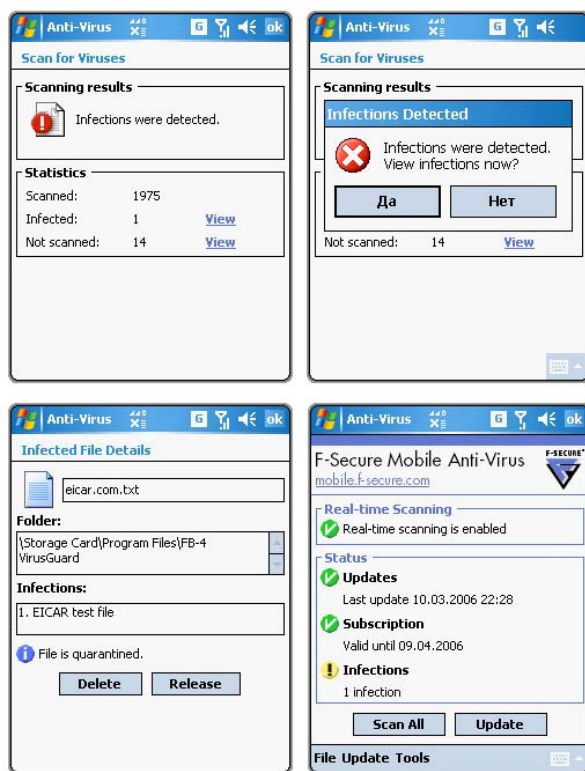 Anti-Virus G ok
Scan for Viruses
Scanning results
Infections were detected.
Statistics
Scanned: 1975
Infected: 1 View
Not scanned: 14 View
Anti-Virus G
Scan for Viruses
Scanning results
Infections Detected
Infections were detected.
View infections now?
Да Нет
Not scanned: 14 View
Anti-Virus G ok
Infected File Details
eicar.com.txt
Folder:
\Storage Card\Program Files\FB-4
VirusGuard
Infections:
1. EICAR test file
File is quarantined.
Delete Release
Anti-Virus G ok
F-Secure Mobile Anti-Virus F-SECURE
mobile.f-secure.com
Real-time Scanning
Real-time scanning is enabled
Status
Updates
Last update 10.03.2006 22:28
Subscription
Valid until 09.04.2006
Infections
1 infection
Scan All Update
File Update Tools